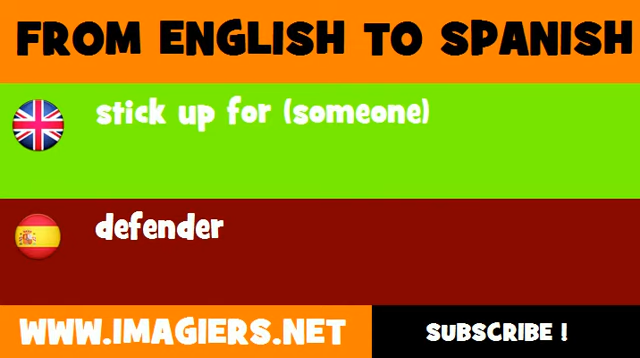 FROM ENGLISH TO SPANISH
stick up for (someone)
defender
WWW.IMAGIERS.NET
SUBSCRIBE !